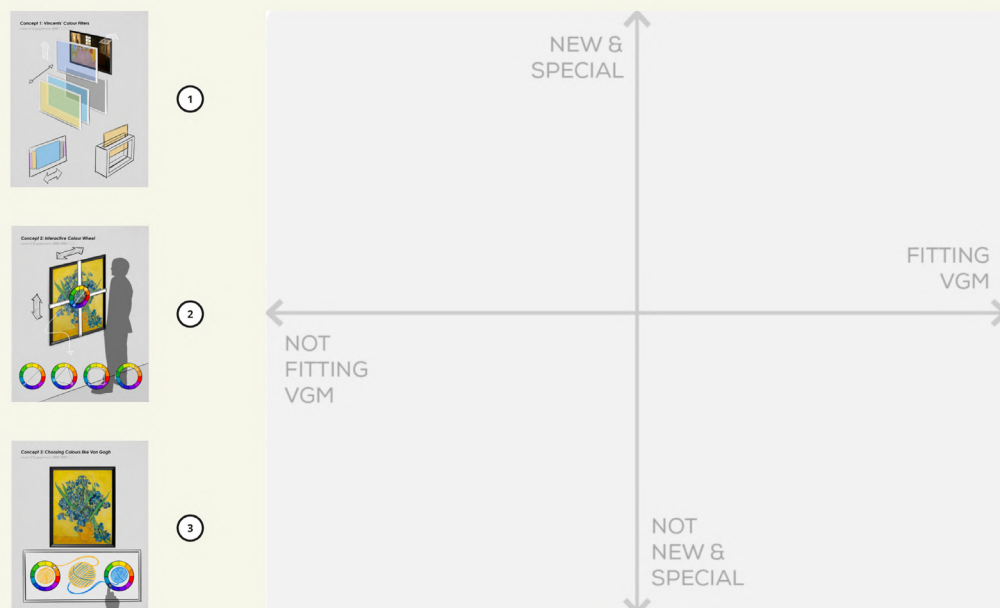 Concept 1: Vincents' Colour Filters
1
NEW &
SPECIAL
FITTING
VGM
NOT
FITTING
VGM
NOT
NEW &
SPECIAL
Concept 2: Interactive Colour Wheel
2
Concept 3: Choosing Colours like Van Gogh
3